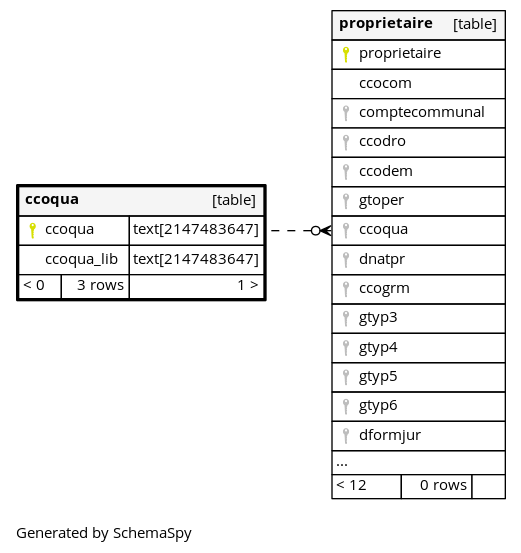 proprietaire [table]
proprietaire
ccocom
comptecommunal
ccodro
ccodem
gtoper
ccoqua
dnatpr
ccogrm
gtyp3
gtyp4
gtyp5
gtyp6
dformjur
...
< 12 0 rows
ccoqua [table]
ccoqua text[2147483647]
ccoqua_lib text[2147483647]
< 0 3 rows 1 >
Generated by SchemaSpy